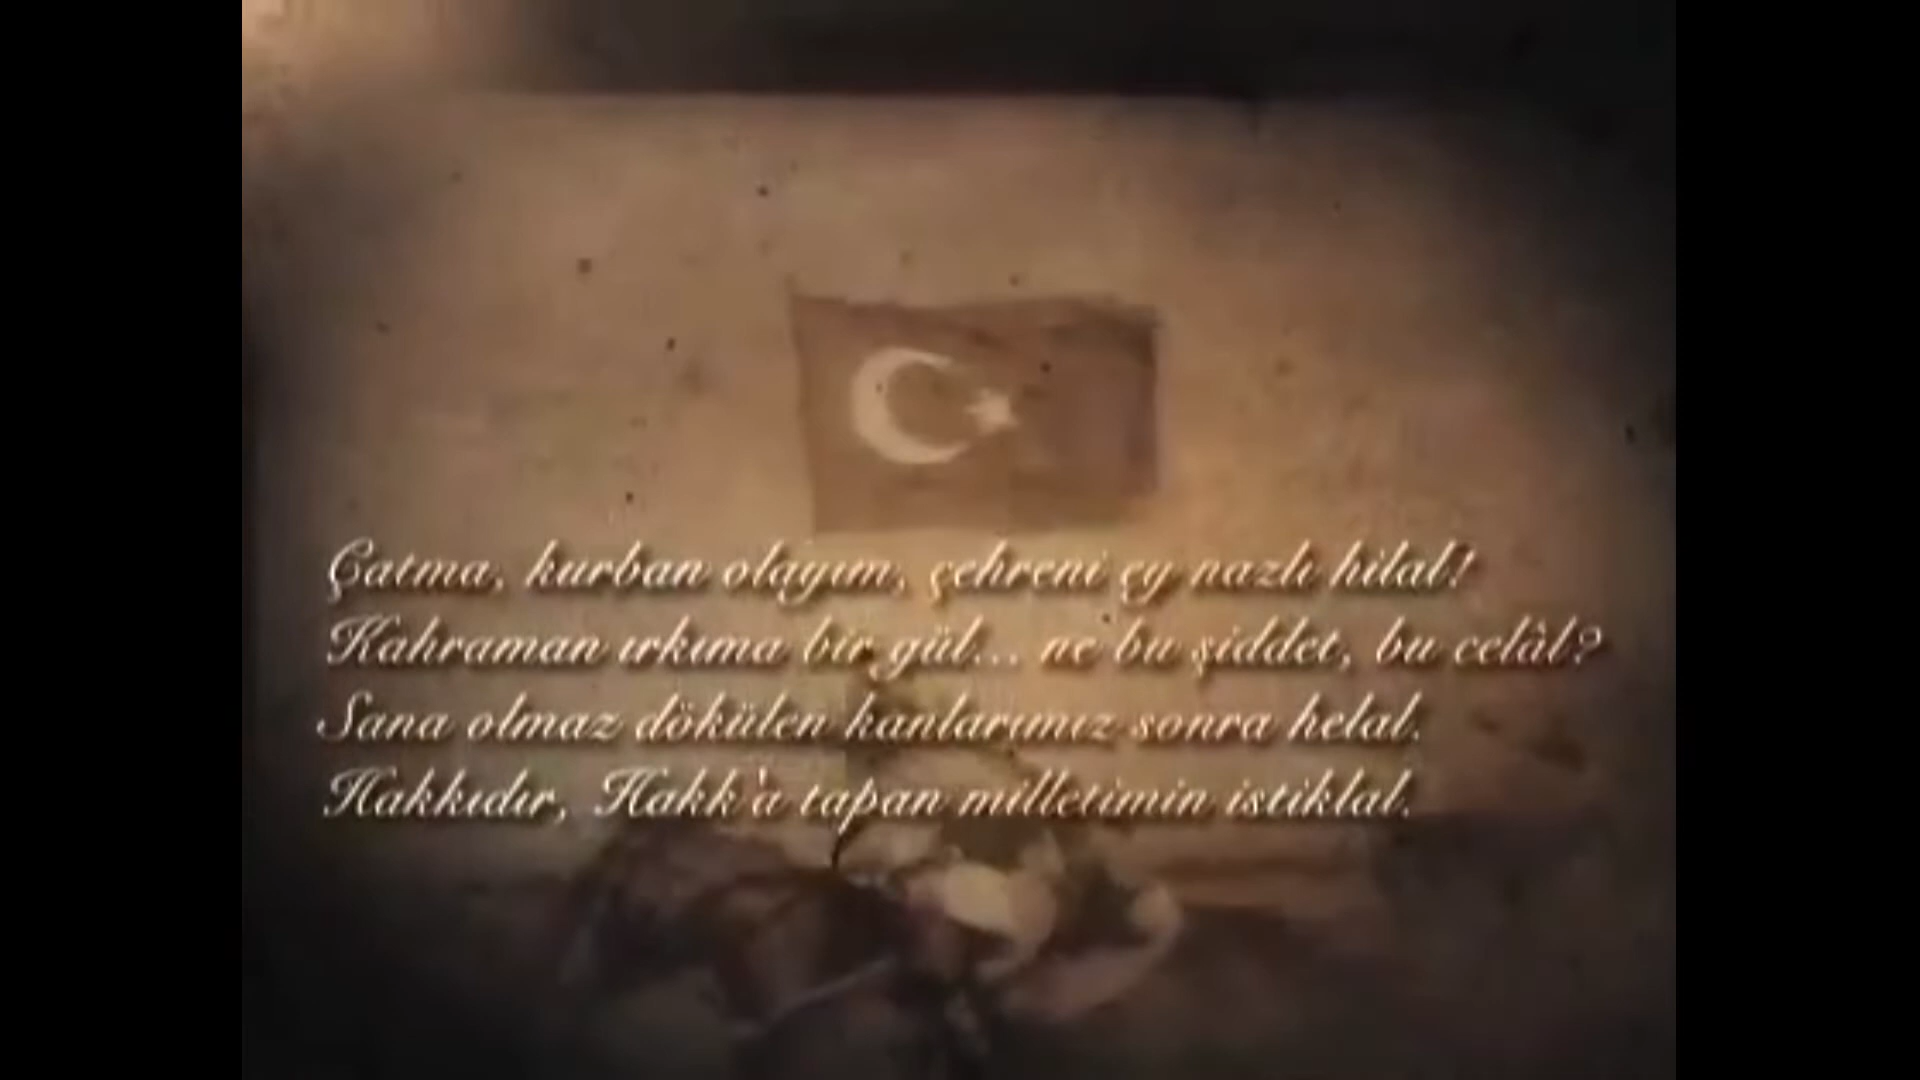 Çatma, kurban olayım, çehreni ey nazlı hilal!
Kahraman ırkıma bir gül... ne bu şiddet, bu celâl?
Sana olmaz dökülen kanlarımız sonra helal.
Hakkıdır, Hakk'a tapan milletimin istiklal.